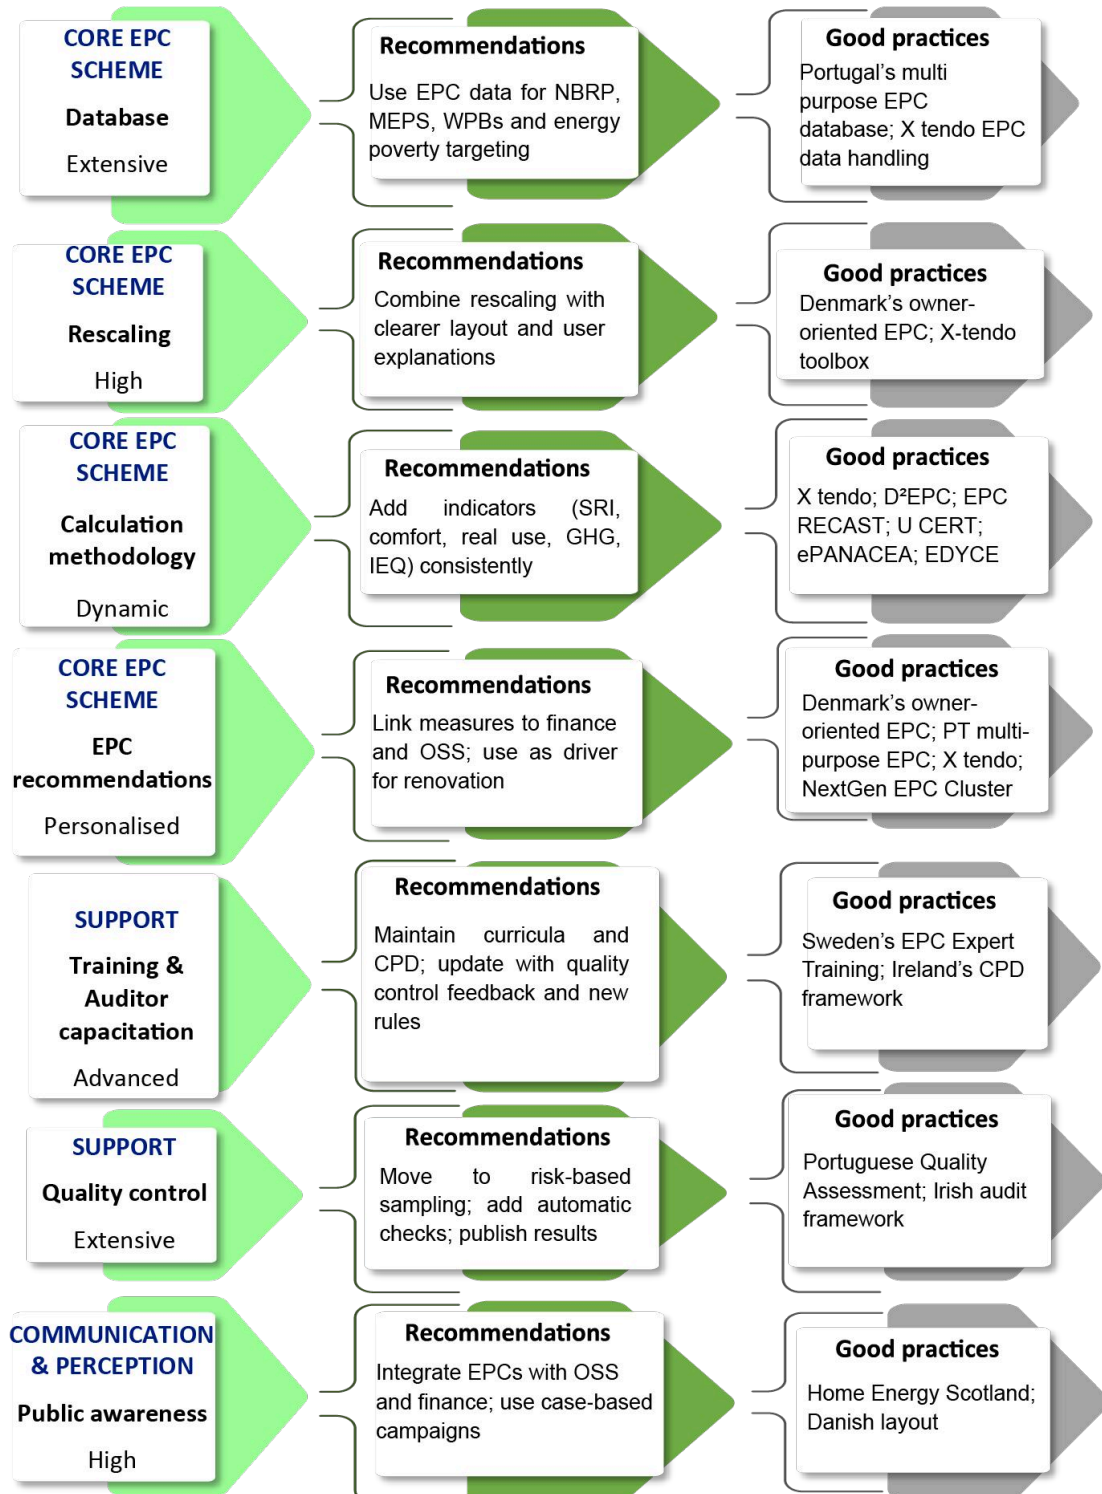 CORE EPC
SCHEME
Database
Extensive
Recommendations
Use EPC data for NBRP,
MEPS, WPBs and energy
poverty targeting
Good practices
Portugal's multi
purpose EPC
database; X tendo EPC
data handling
CORE EPC
SCHEME
Rescaling
High
Recommendations
Combine rescaling with
clearer layout and user
explanations
Good practices
Denmark's owner-
oriented EPC; X-tendo
toolbox
CORE EPC
SCHEME
Calculation
methodology
Dynamic
Recommendations
Add indicators (SRI,
comfort, real use, GHG,
IEQ) consistently
Good practices
X tendo; D²EPC; EPC
RECAST; U CERT;
ePANACEA; EDYCE
CORE EPC
SCHEME
EPC
recommendations
Personalised
Recommendations
Link measures to finance
and OSS; use as driver
for renovation
Good practices
Denmark's owner-
oriented EPC; PT multi-
purpose EPC; X tendo;
NextGen EPC Cluster
SUPPORT
Training &
Auditor
capacitation
Advanced
Recommendations
Maintain curricula and
CPD; update with quality
control feedback and new
rules
Good practices
Sweden's EPC Expert
Training; Ireland's CPD
framework
SUPPORT
Quality control
Extensive
Recommendations
Move to risk-based
sampling; add automatic
checks; publish results
Good practices
Portuguese Quality
Assessment; Irish audit
framework
COMMUNICATION
& PERCEPTION
Public awareness
High
Recommendations
Integrate EPCs with OSS
and finance; use case-based
campaigns
Good practices
Home Energy Scotland;
Danish layout